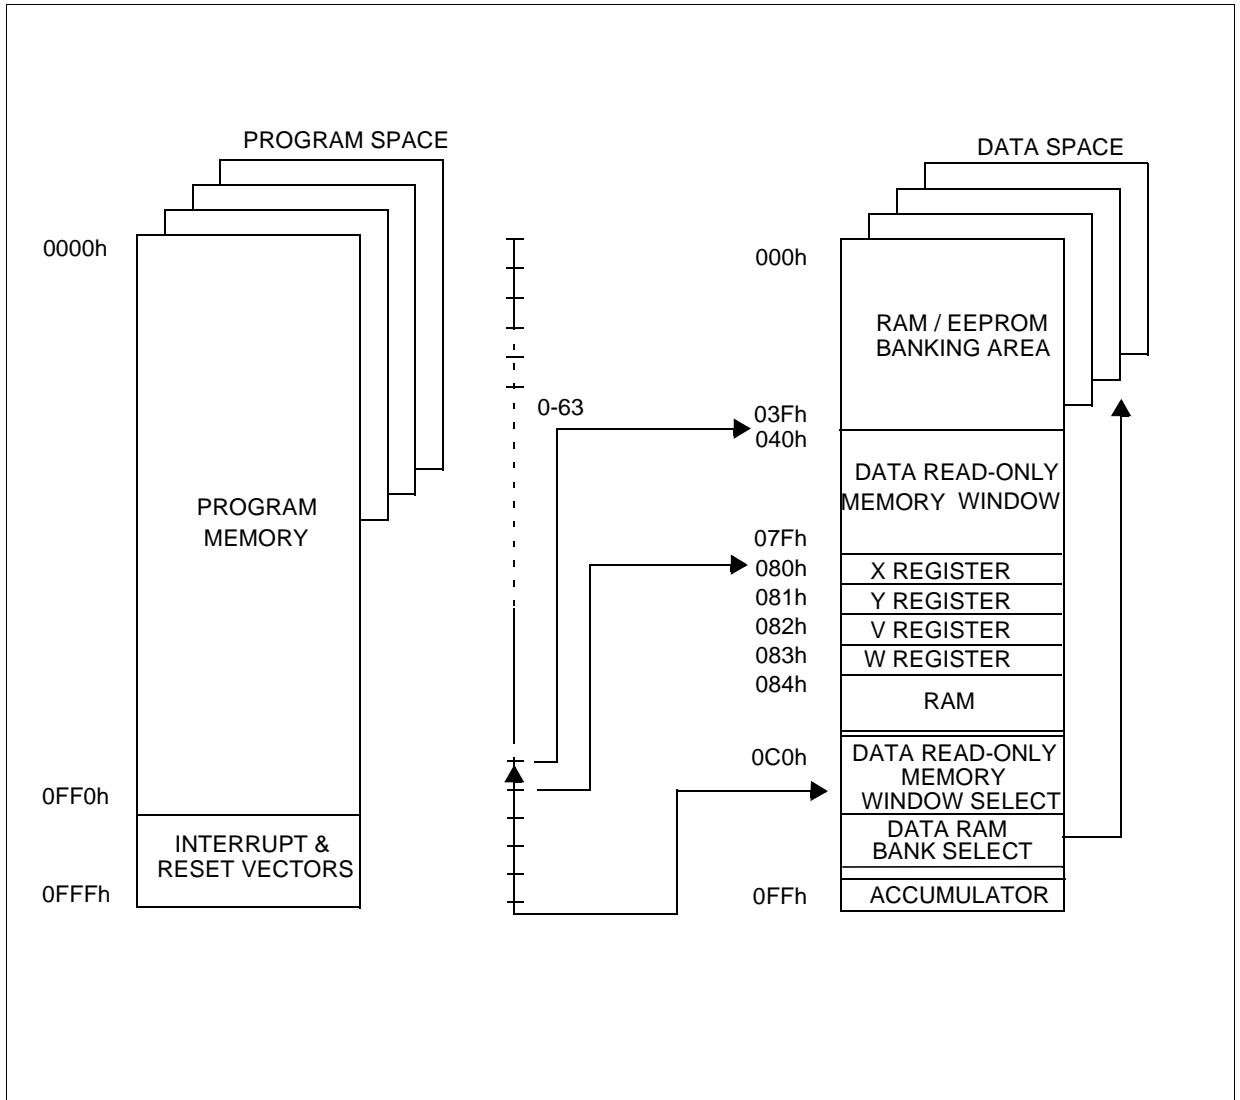 PROGRAM SPACE
0000h
PROGRAM
MEMORY
0FF0h
INTERRUPT &
RESET VECTORS
0FFFh
0-63
DATA SPACE
000h
RAM / EEPROM
BANKING AREA
03Fh
040h
DATA READ-ONLY
MEMORY WINDOW
07Fh
080h
X REGISTER
081h
Y REGISTER
082h
V REGISTER
083h
W REGISTER
084h
RAM
0C0h
DATA READ-ONLY
MEMORY
WINDOW SELECT
DATA RAM
BANK SELECT
0FFh
ACCUMULATOR